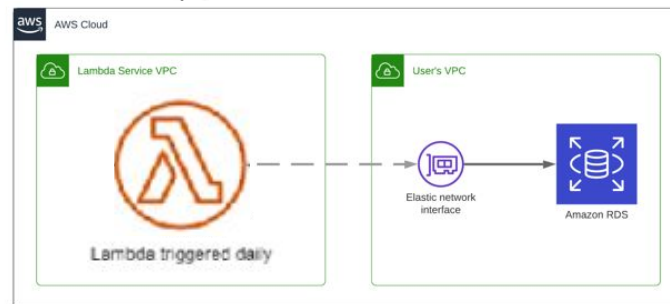 aws
AWS Cloud
Lambda Service VPC
User's VPC
Lambda triggered daily
Elastic network
interface
Amazon RDS